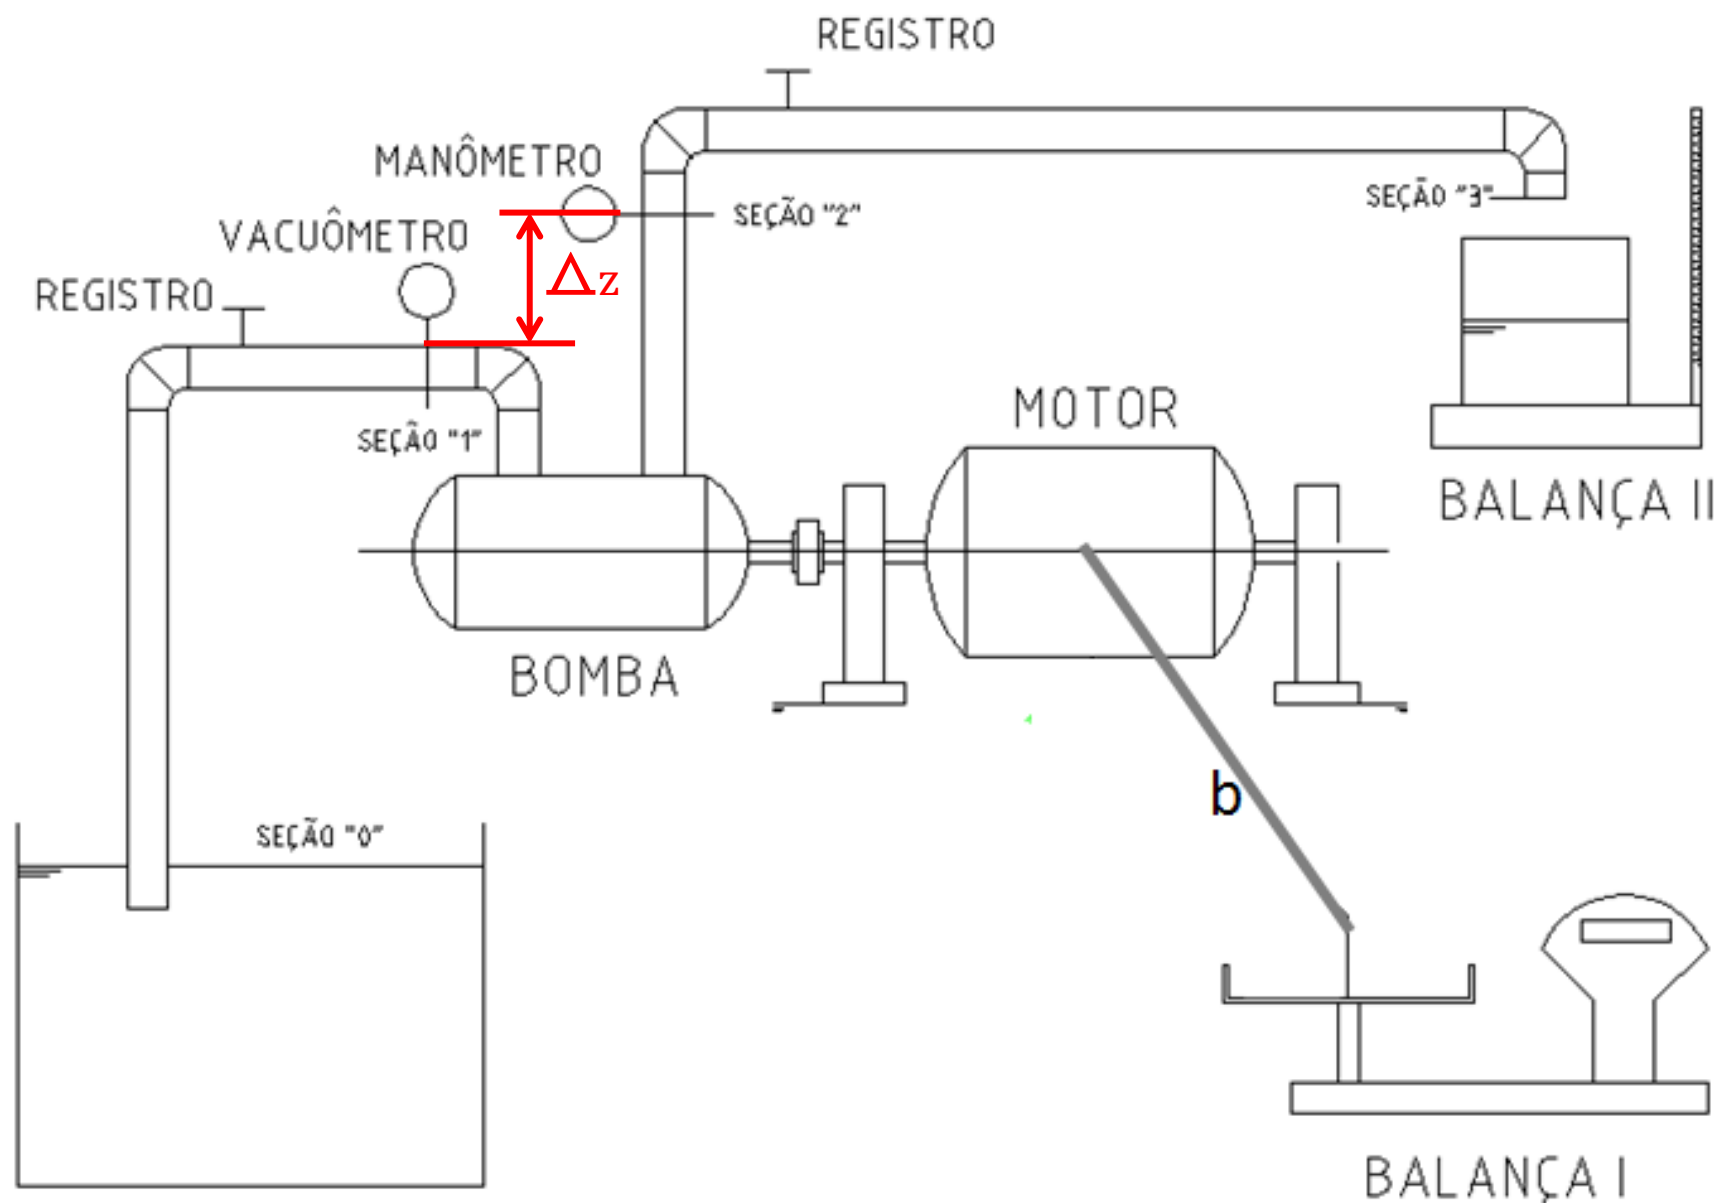 REGISTRO
MANÔMETRO
SEÇÃO "3"
SEÇÃO "2"
VACUÔMETRO
Δz
REGISTRO
MOTOR
SEÇÃO "1"
BALANÇA II
BOMBA
b
SEÇÃO "0"
BALANÇA I